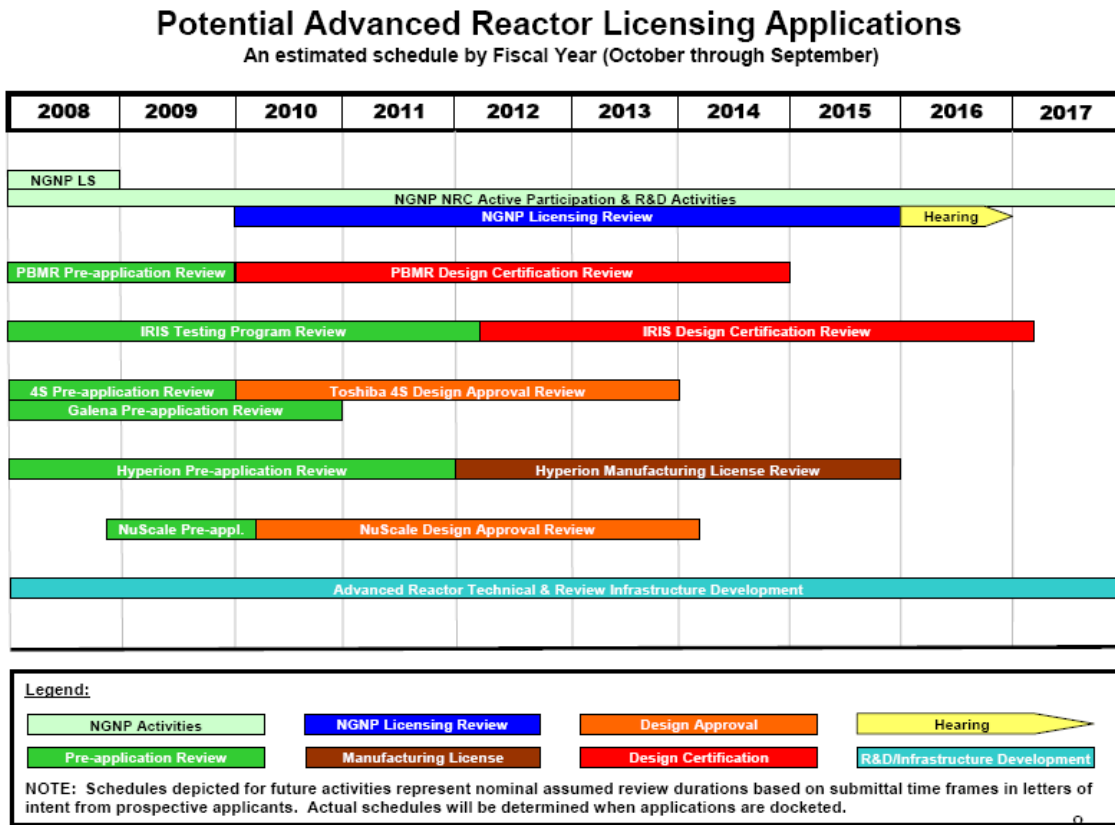 Potential Advanced Reactor Licensing Applications
An estimated schedule by Fiscal Year (October through September)
2008 2009 2010 2011 2012 2013 2014 2015 2016 2017
NGNP LS
NGNP NRC Active Participation & R&D Activities
NGNP Licensing Review Hearing
PBMR Pre-application Review PBMR Design Certification Review
IRIS Testing Program Review IRIS Design Certification Review
4S Pre-application Review Toshiba 4S Design Approval Review
Galena Pre-application Review
Hyperion Pre-application Review Hyperion Manufacturing License Review
NuScale Pre-appl. NuScale Design Approval Review
Advanced Reactor Technical & Review Infrastructure Development
Legend:
NGNP Activities NGNP Licensing Review Design Approval Hearing
Pre-application Review Manufacturing License Design Certification R&D/Infrastructure Development
NOTE: Schedules depicted for future activities represent nominal assumed review durations based on submittal time frames in letters of
intent from prospective applicants. Actual schedules will be determined when applications are docketed.